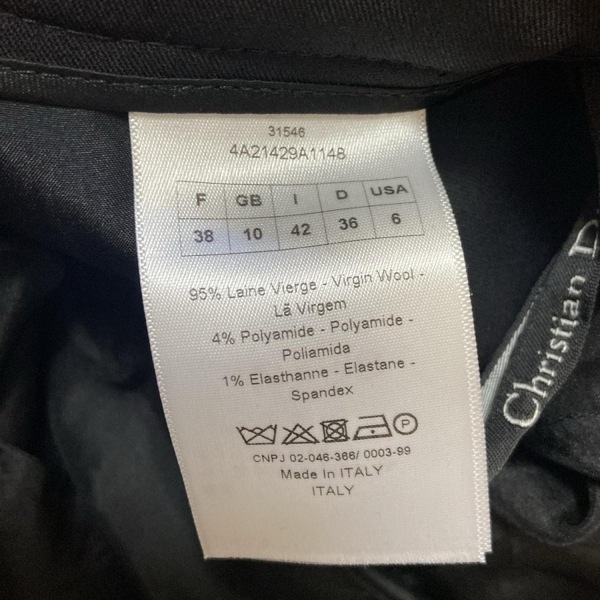 31546
4A21429A1148
F GB I D USA
38 10 42 36 6
95% Laine Vierge - Virgin Wool -
Lã Virgem
4% Polyamide - Polyamide -
Poliamida
1% Elasthanne - Elastane -
Spandex
P
CNPJ 02-046-366/ 0003-99
Made In ITALY
ITALY
Christian D